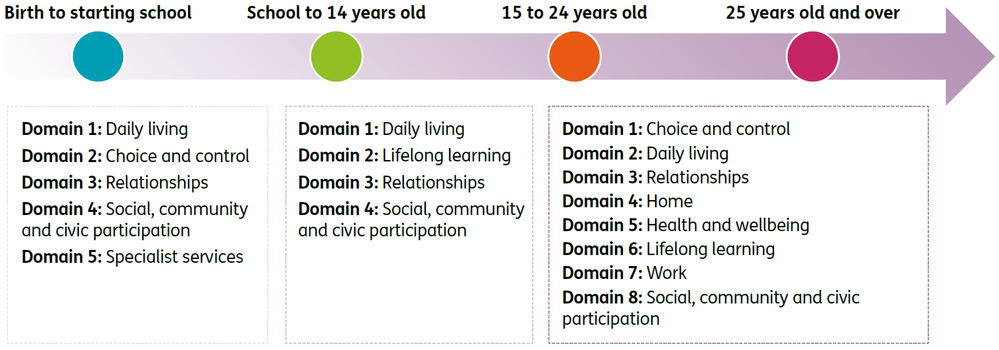 Birth to starting school
School to 14 years old
15 to 24 years old
25 years old and over
Domain 1: Daily living
Domain 2: Choice and control
Domain 3: Relationships
Domain 4: Social, community
and civic participation
Domain 5: Specialist services
Domain 1: Daily living
Domain 2: Lifelong learning
Domain 3: Relationships
Domain 4: Social, community
and civic participation
Domain 1: Choice and control
Domain 2: Daily living
Domain 3: Relationships
Domain 4: Home
Domain 5: Health and wellbeing
Domain 6: Lifelong learning
Domain 7: Work
Domain 8: Social, community and civic
participation